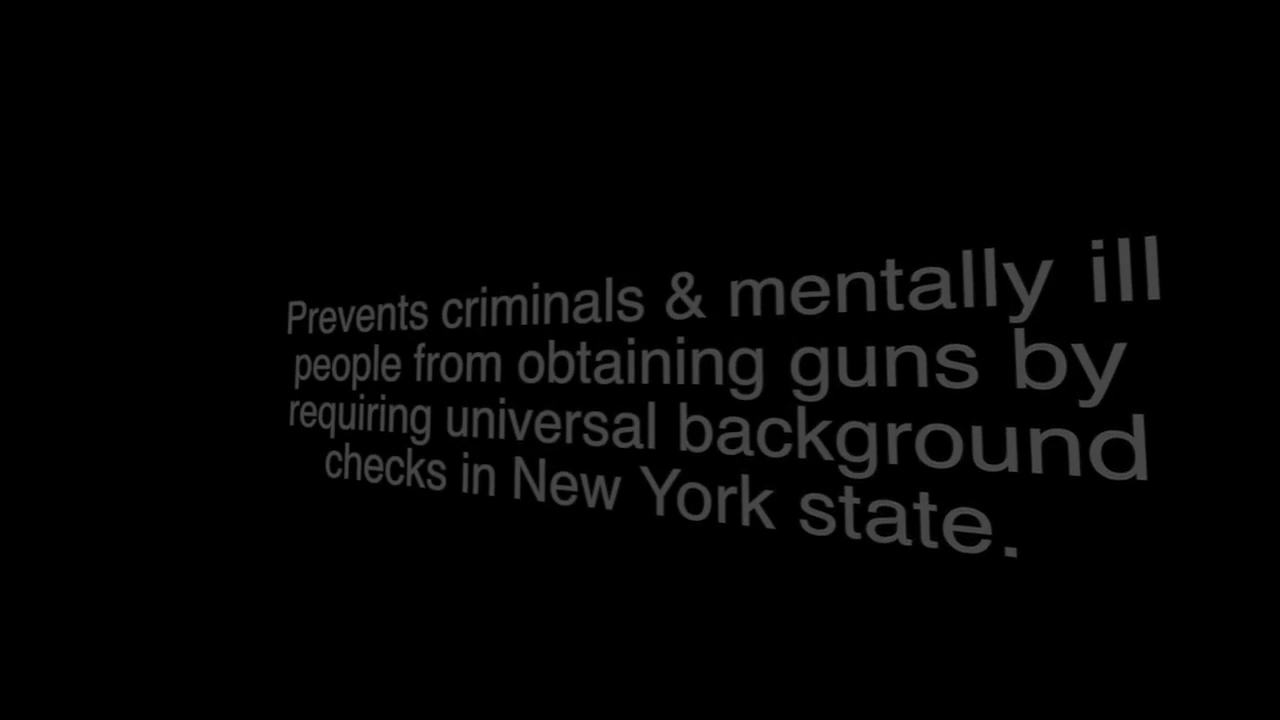 Prevents criminals & mentally ill
people from obtaining guns by
requiring universal background
checks in New York state.